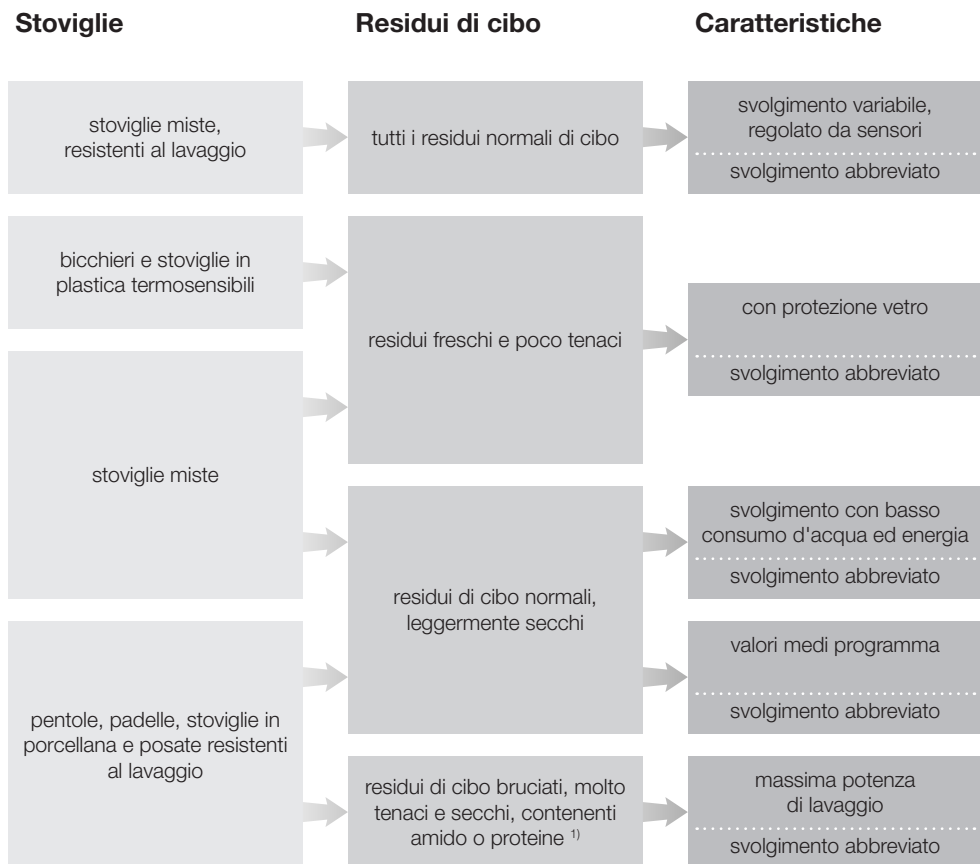 Stoviglie
Residui di cibo
Caratteristiche
stoviglie miste,
resistenti al lavaggio
tutti i residui normali di cibo
svolgimento variabile,
regolato da sensori
svolgimento abbreviato
bicchieri e stoviglie in
plastica termosensibili
residui freschi e poco tenaci
con protezione vetro
svolgimento abbreviato
stoviglie miste
residui di cibo normali,
leggermente secchi
svolgimento con basso
consumo d'acqua ed energia
svolgimento abbreviato
valori medi programma
svolgimento abbreviato
pentole, padelle, stoviglie in
porcellana e posate resistenti
al lavaggio
residui di cibo bruciati, molto
tenaci e secchi, contenenti
amido o proteine 1)
massima potenza
di lavaggio
svolgimento abbreviato